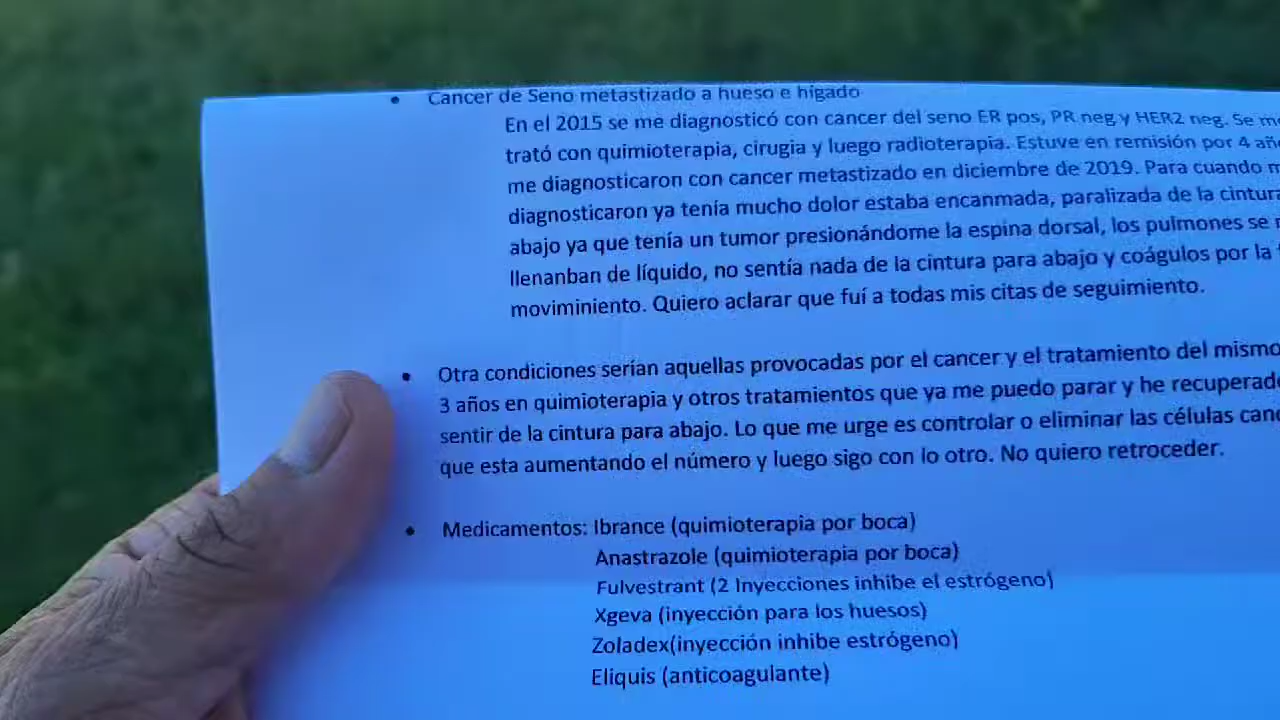 • Cancer de Seno metastizado a hueso e hígado
En el 2015 se me diagnosticó con cancer del seno ER pos, PR neg y HER2 neg. Se me
trató con quimioterapia, cirugia y luego radioterapia. Estuve en remisión por 4
me diagnosticaron con cancer metastizado en diciembre de 2019. Para cuando
diagnosticaron ya tenía mucho dolor estaba encanmada, paralizada de la cintura
abajo ya que tenía un tumor presionándome la espina dorsal, los pulmones se
llenanban de líquido, no sentía nada de la cintura para abajo y coágulos por la
moviminiento. Quiero aclarar que fuí a todas mis citas de seguimiento.
• Otra condiciones serían aquellas provocadas por el cancer y el tratamiento del mismo
3 años en quimioterapia y otros tratamientos que ya me puedo parar y he recuperado
sentir de la cintura para abajo. Lo que me urge es controlar o eliminar las células
que esta aumentando el número y luego sigo con lo otro. No quiero retroceder.
• Medicamentos: Ibrance (quimioterapia por boca)
Anastrazole (quimioterapia por boca)
Fulvestrant (2 Inyecciones inhibe el estrógeno)
Xgeva (inyección para los huesos)
Zoladex(inyección inhibe estrógeno)
Eliquis (anticoagulante)